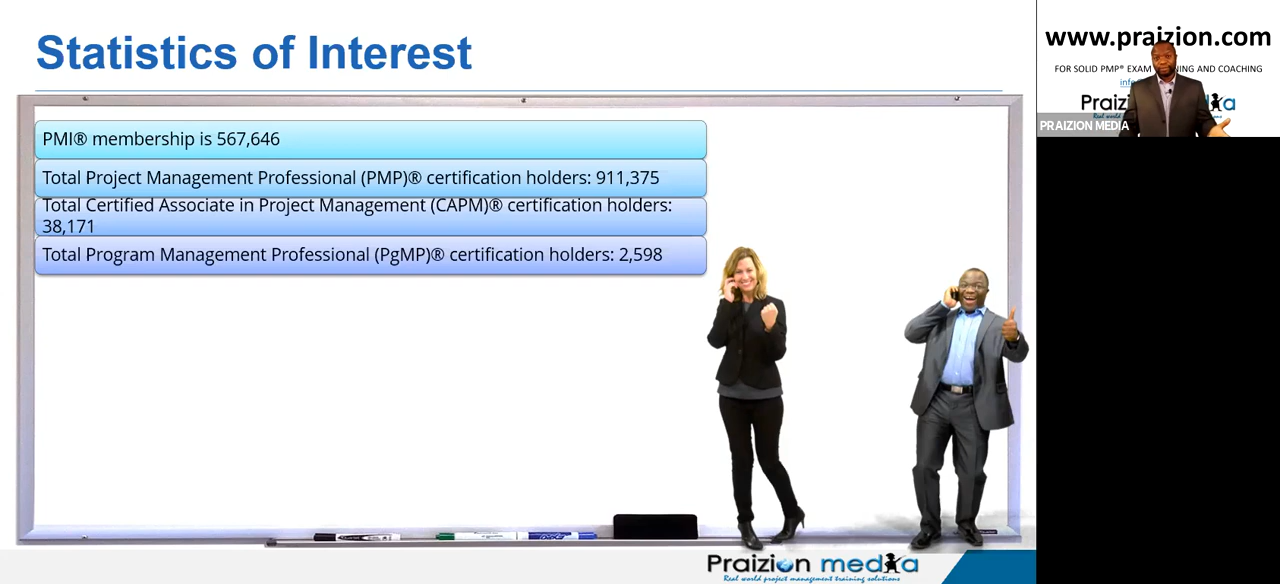 Statistics of Interest
PMI® membership is 567,646
Total Project Management Professional (PMP)® certification holders: 911,375
Total Certified Associate in Project Management (CAPM)® certification holders:
38,171
Total Program Management Professional (PgMP)® certification holders: 2,598
Praizion media
Real world project management training solutions
www.praizion.com
FOR SOLID PMP® EXAM AND COACHING
PRAIZION MEDIA